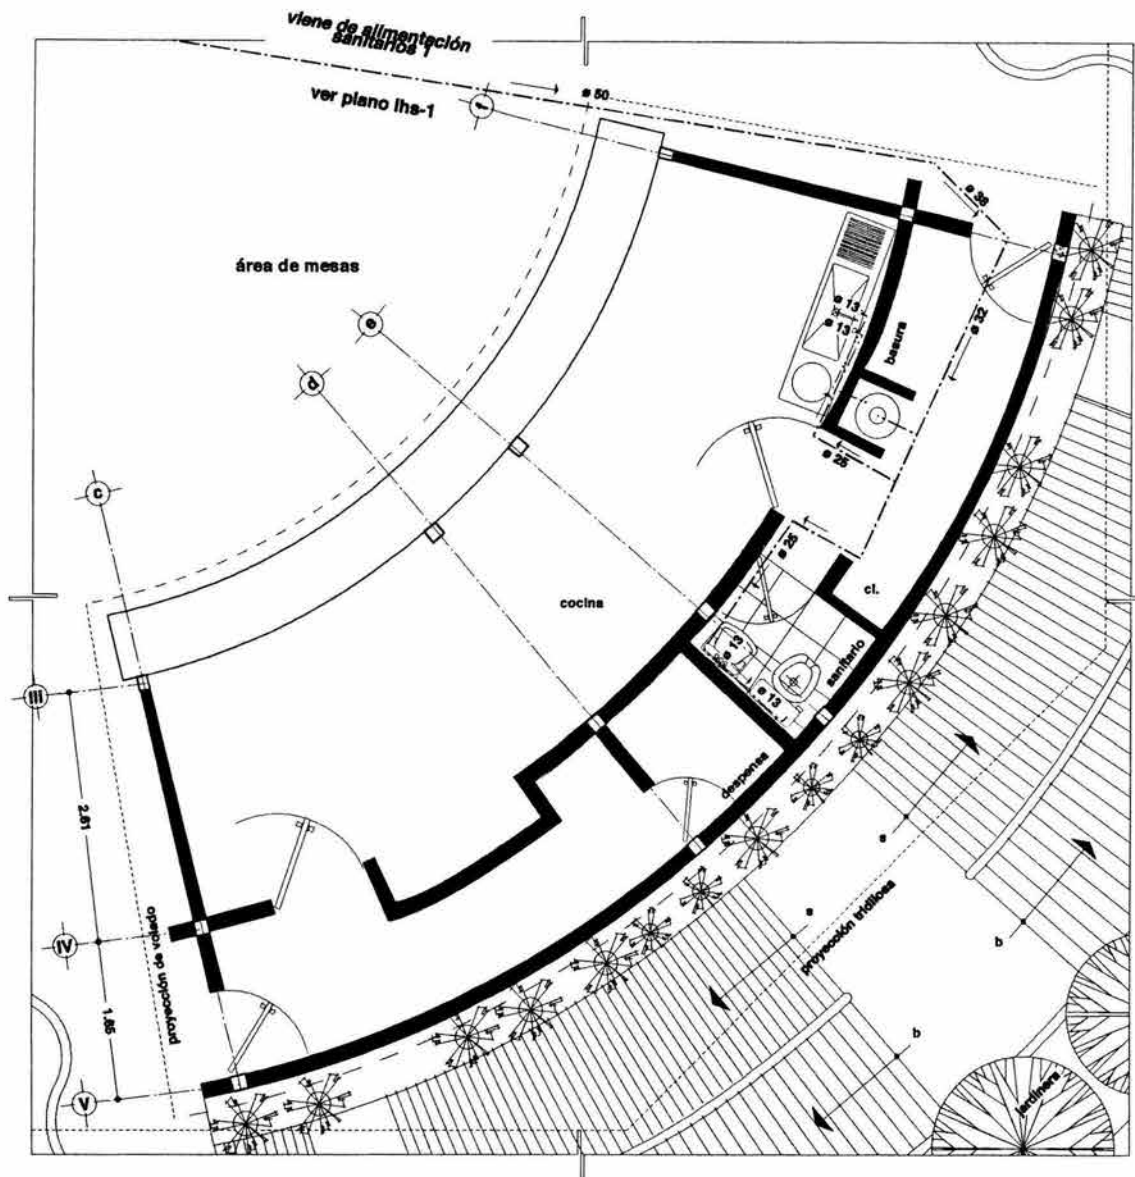 viene de alimentación
sanitarios 1
ver plano ihs-1
f
ø 50
ø 38
área de mesas
e
d
c
ø 13
ø 13
basura
ø 32
ø 25
ø 25
cocina
cl.
ø 13
sanitario
ø 13
despensa
III
2.61
IV
1.85
V
proyección de volado
proyección tridilosa
s
s
b
b
jardinera